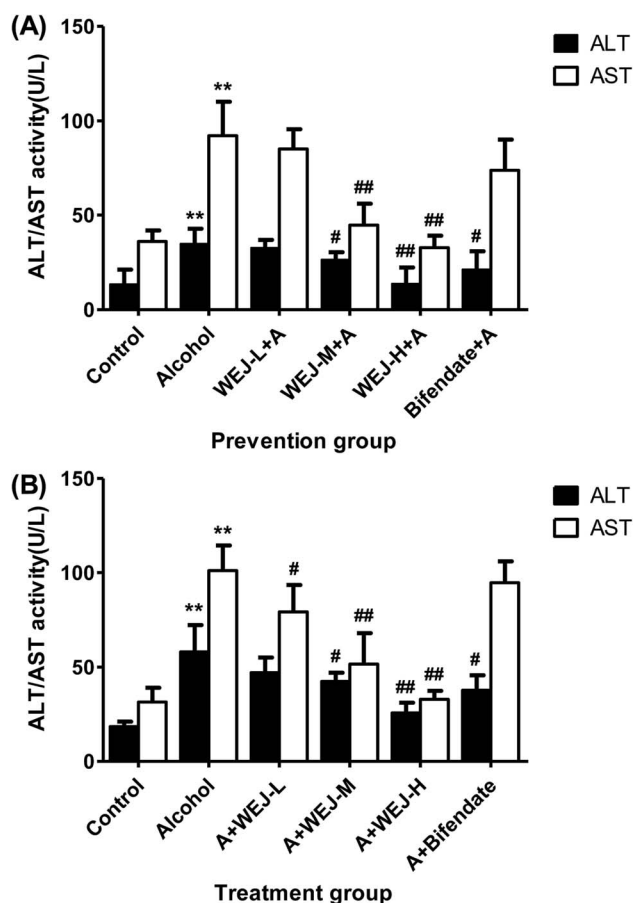 (A)
150
100
50
0
ALT/AST activity(U/L)
ALT
AST
**
**
#
##
##
##
#
Control
Alcohol
WEJ-L+A
WEJ-M+A
WEJ-H+A
Bifendate+A
Prevention group
(B)
150
100
50
0
ALT/AST activity(U/L)
ALT
AST
**
**
#
#
##
##
##
#
Control
Alcohol
A+WEJ-L
A+WEJ-M
A+WEJ-H
A+Bifendate
Treatment group